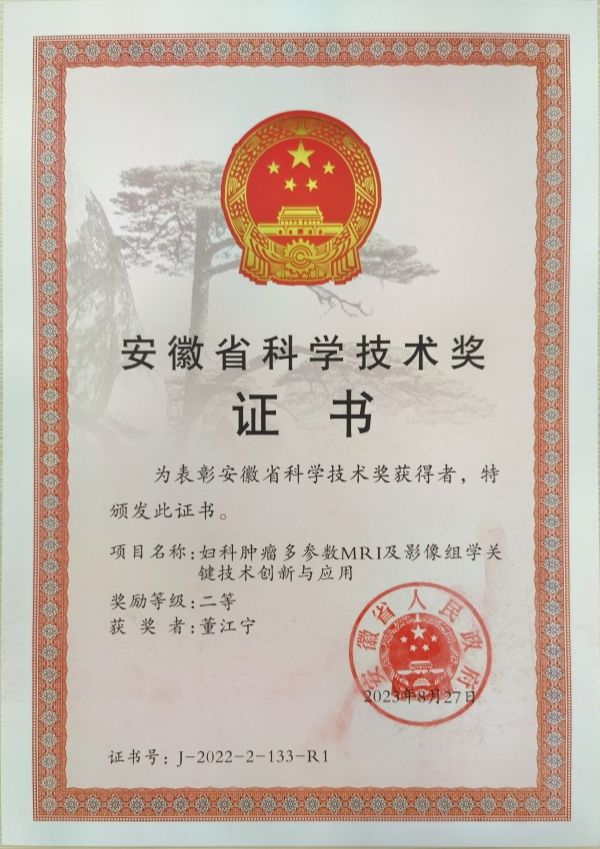 安徽省科学技术奖
证书
为表彰安徽省科学技术奖获得者，特
颁发此证书。
项目名称：妇科肿瘤多参数MRI及影像组学关
键技术创新与应用
奖励等级：二等
获奖者：董江宁
安徽省人民政府
2023年8月27日
证书号：J-2022-2-133-R1